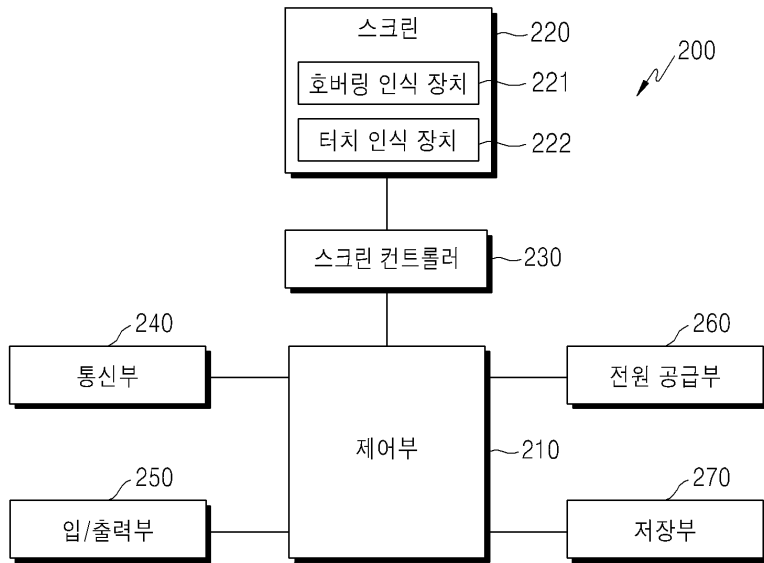 스크린
220
200
호버링 인식 장치
221
터치 인식 장치
222
스크린 컨트롤러
230
240
260
통신부
전원 공급부
제어부
210
250
270
입/출력부
저장부